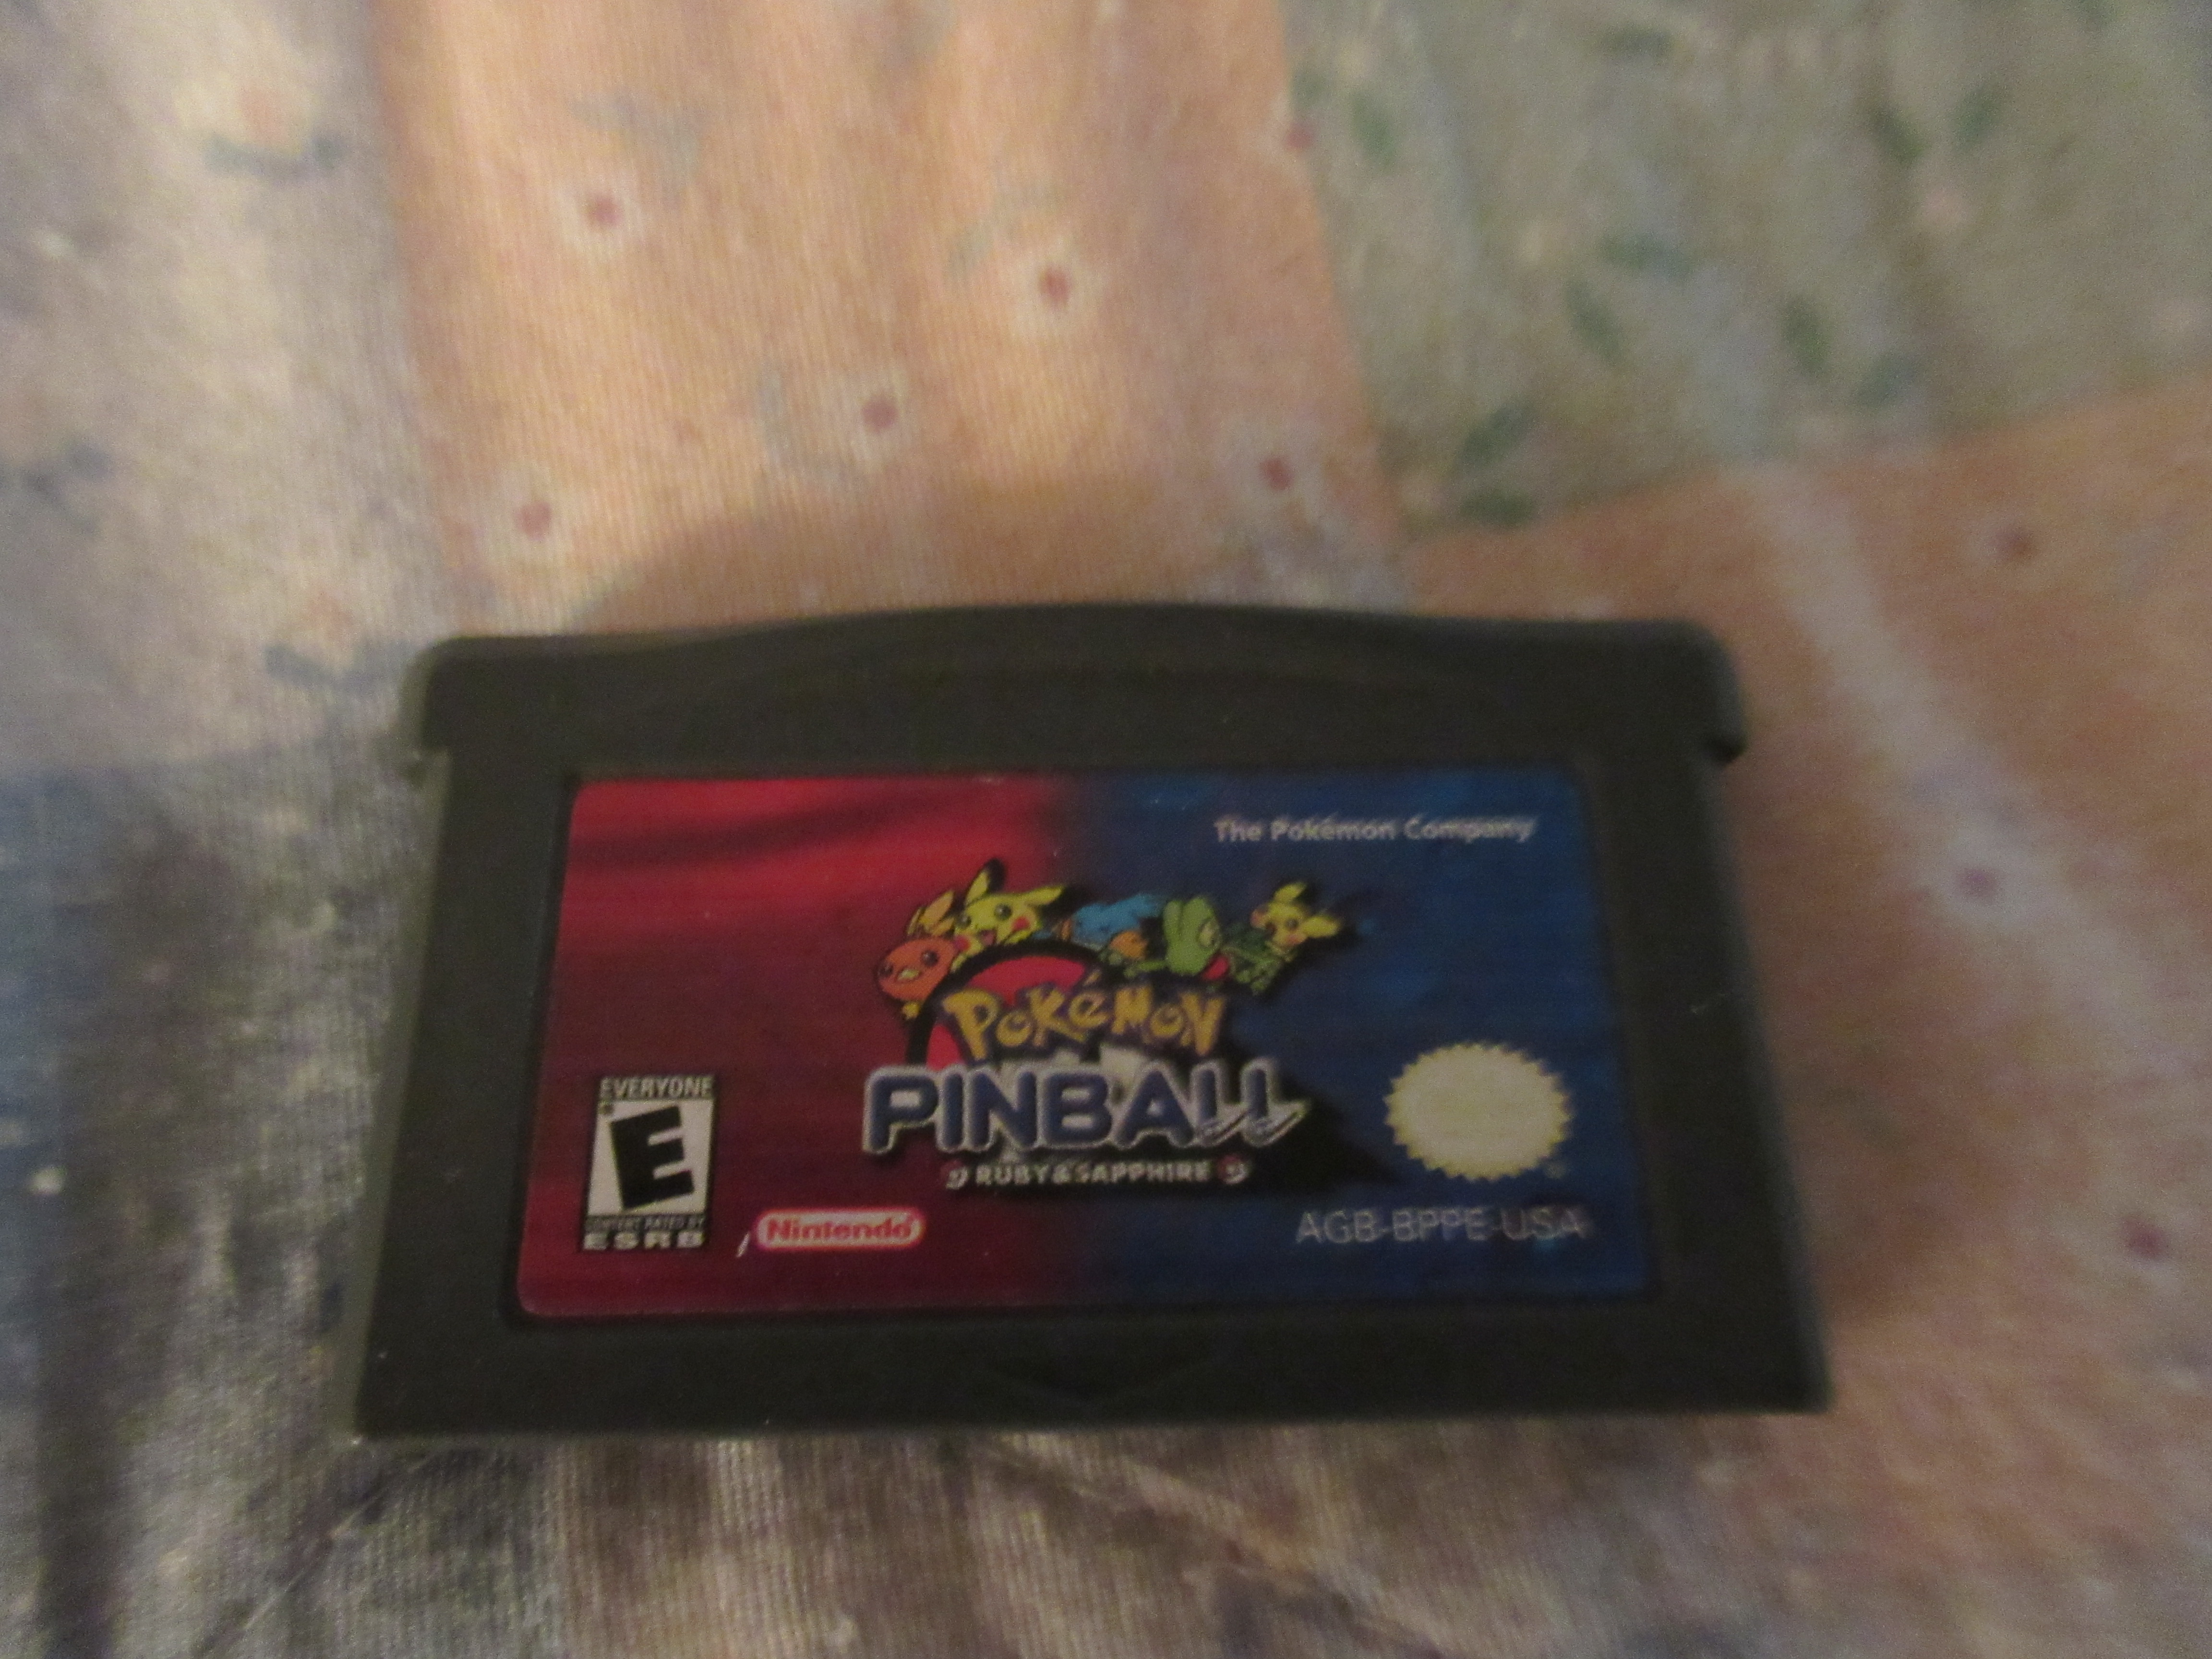 The Pokémon Company
POKéMON
PINBALL
RUBY & SAPPHIRE
EVERYONE
E
CONTENT RATED BY
ESRB
Nintendo
AGB-BPPE-USA